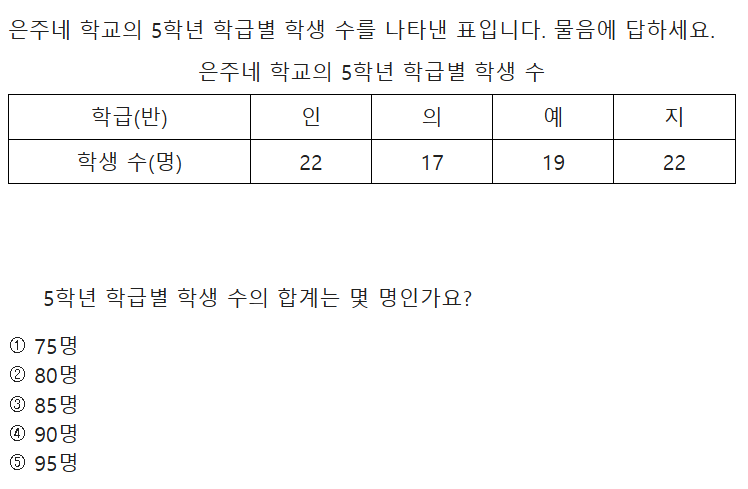 은주네 학교의 5학년 학급별 학생 수를 나타낸 표입니다. 물음에 답하세요.
은주네 학교의 5학년 학급별 학생 수
학급(반) 인 의 예 지
학생 수(명) 22 17 19 22
5학년 학급별 학생 수의 합계는 몇 명인가요?
① 75명
② 80명
③ 85명
④ 90명
⑤ 95명